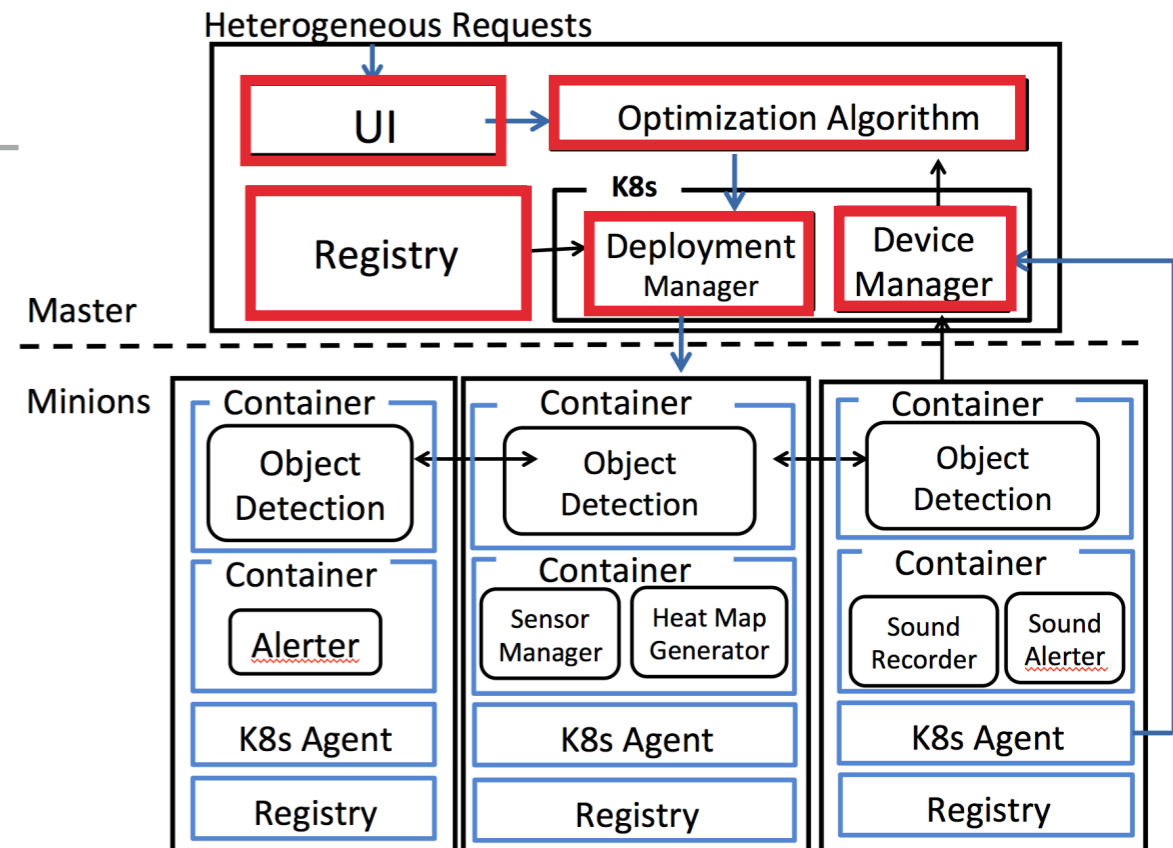 Heterogeneous Requests
UI
Optimization Algorithm
K8s
Registry
Deployment
Manager
Device
Manager
Master
Minions
Container
Object
Detection
Container
Alerter
K8s Agent
Registry
Container
Object
Detection
Container
Sensor
Manager
Heat Map
Generator
K8s Agent
Registry
Container
Object
Detection
Container
Sound
Recorder
Sound
Alerter
K8s Agent
Registry